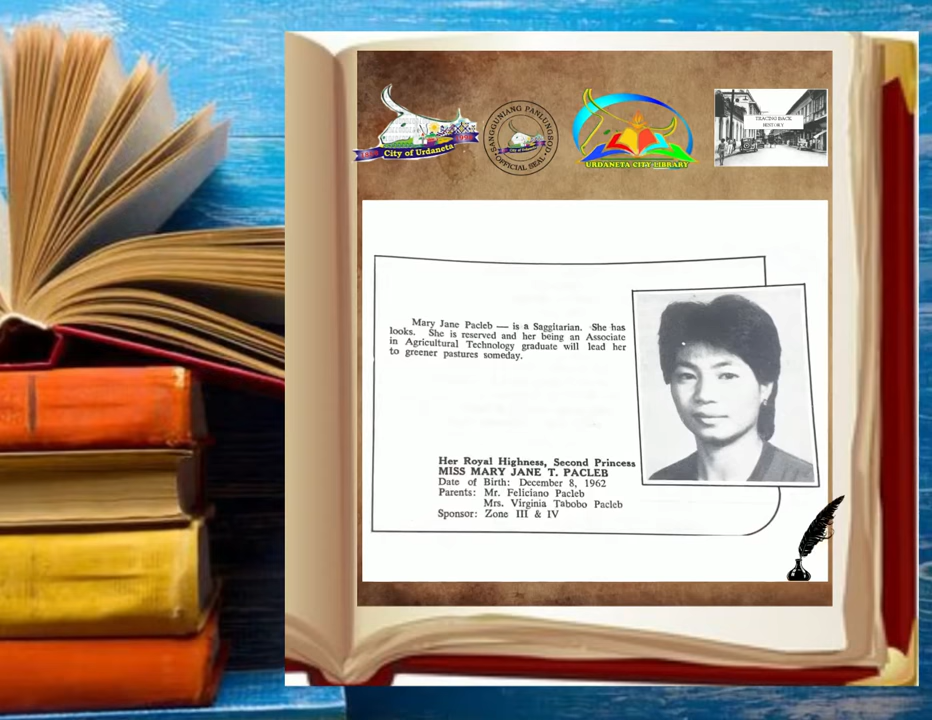 City of Urdaneta
SANGGUNIANG PANLUNGSOD
City of Urdaneta
OFFICIAL SEAL
URDANETA CITY LIBRARY
TRACING BACK
HISTORY
Mary Jane Pacleb — is a Saggitarian. She has
looks. She is reserved and her being an Associate
in Agricultural Technology graduate will lead her
to greener pastures someday.
Her Royal Highness, Second Princess
MISS MARY JANE T. PACLEB
Date of Birth: December 8, 1962
Parents: Mr. Feliciano Pacleb
Mrs. Virginia Tabobo Pacleb
Sponsor: Zone III & IV